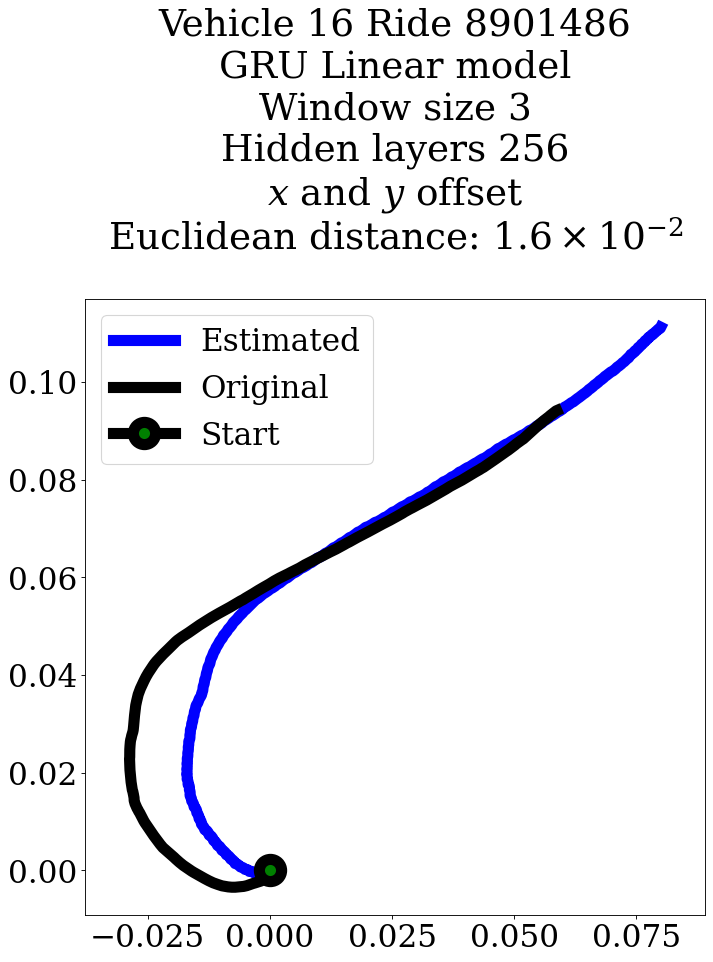 Vehicle 16 Ride 8901486
GRU Linear model
Window size 3
Hidden layers 256
x and y offset
Euclidean distance: 1.6 × 10⁻²
Estimated
Original
Start
0.10
0.08
0.06
0.04
0.02
0.00
−0.025 0.000 0.025 0.050 0.075